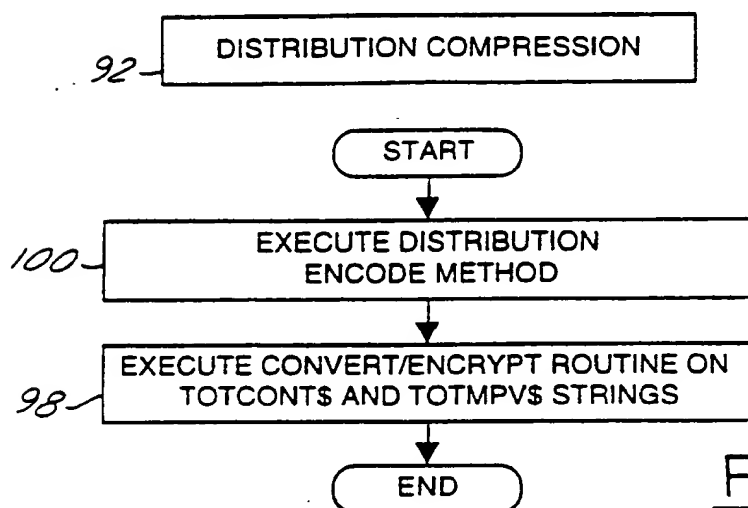 DISTRIBUTION COMPRESSION
92
START
EXECUTE DISTRIBUTION
ENCODE METHOD
100
EXECUTE CONVERT/ENCRYPT ROUTINE ON
TOTCONT$ AND TOTMPV$ STRINGS
98
END
F